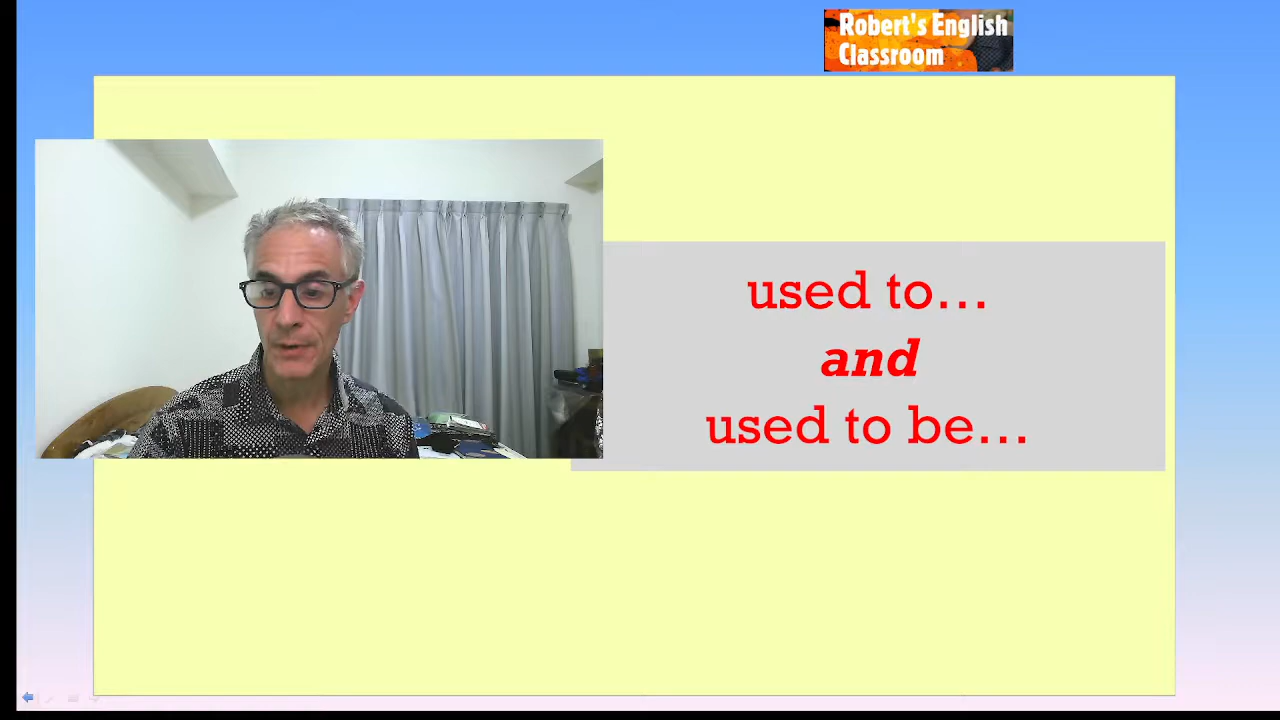 Robert's English
Classroom
used to...
and
used to be...